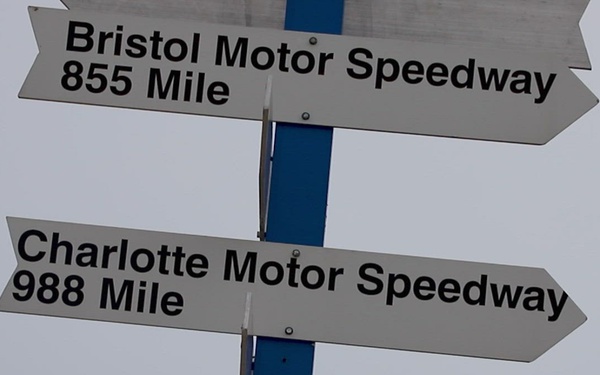 Bristol Motor Speedway
855 Mile
Charlotte Motor Speedway
988 Mile